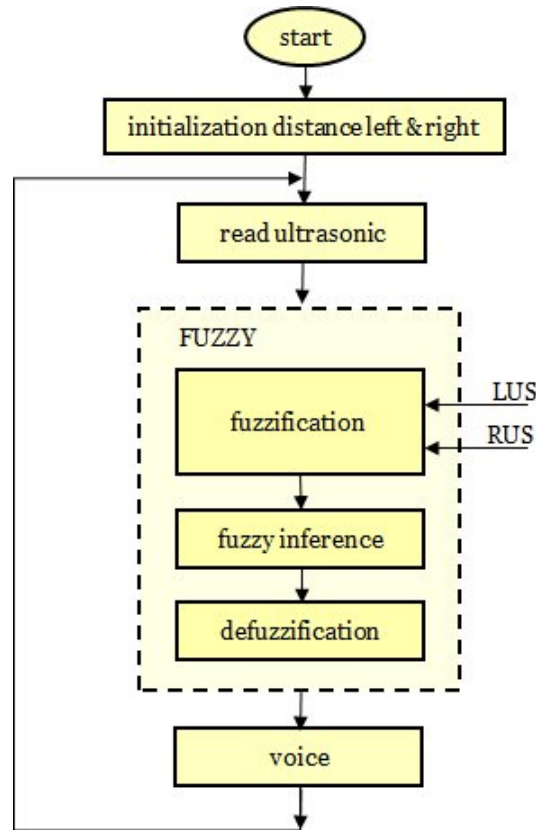 start
initialization distance left & right
read ultrasonic
FUZZY
fuzzification
LUS
RUS
fuzzy inference
defuzzification
voice